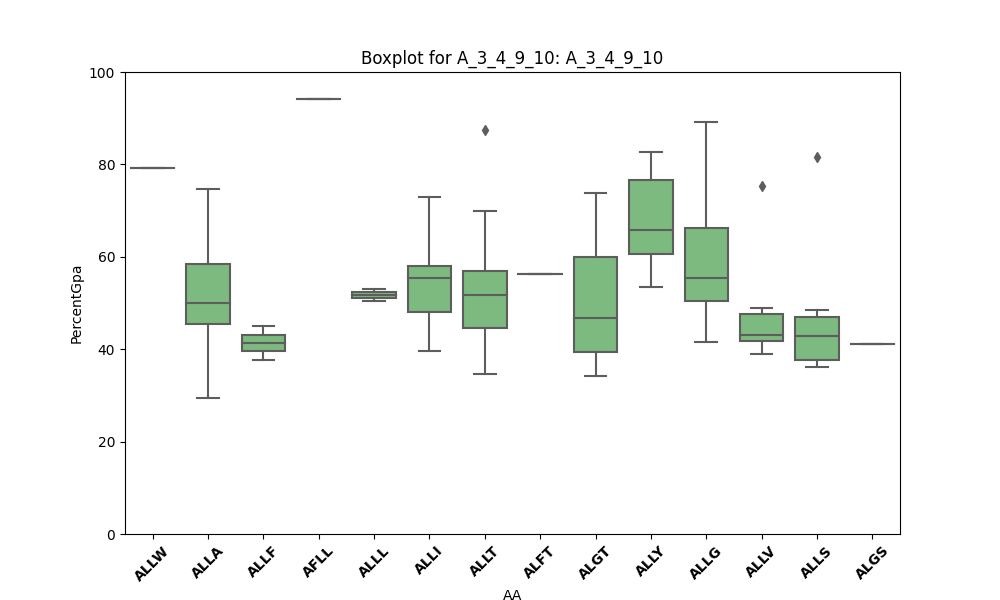 Boxplot for A_3_4_9_10: A_3_4_9_10
100
80
60
40
20
0
PercentGpa
ALLW ALLA ALLF AFLL ALLL ALLI ALLT ALFT ALGT ALLY ALLG ALLV ALLS ALGS
AA